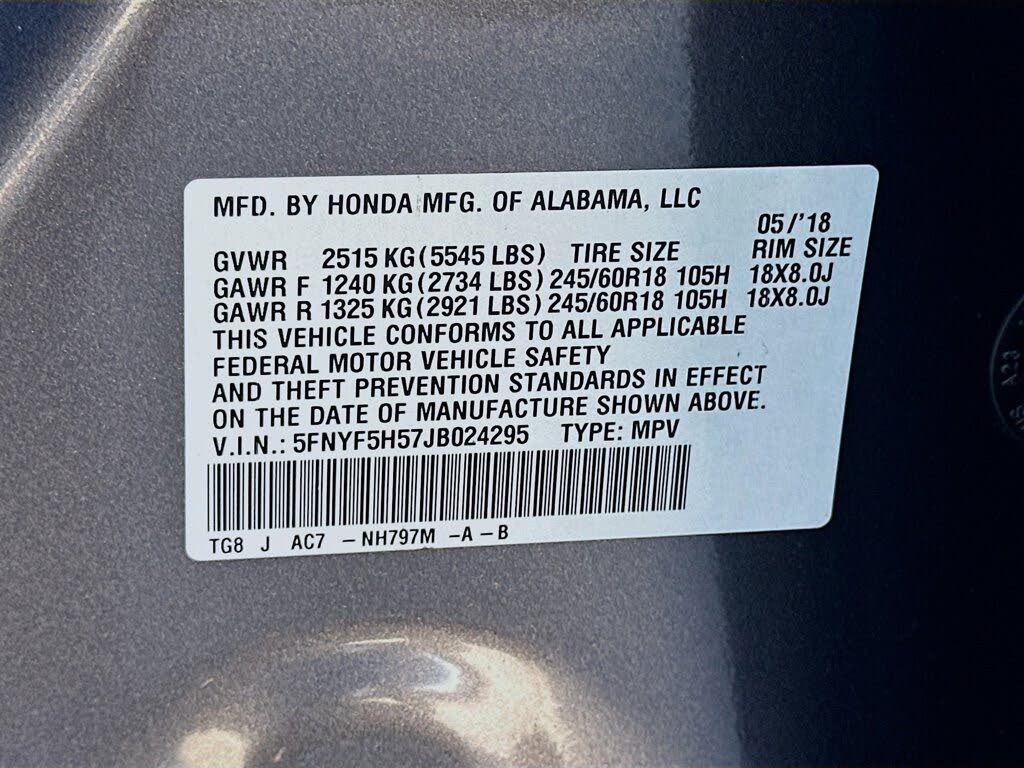 MFD. BY HONDA MFG. OF ALABAMA, LLC
05/'18
GVWR 2515 KG (5545 LBS) TIRE SIZE RIM SIZE
GAWR F 1240 KG (2734 LBS) 245/60R18 105H 18X8.0J
GAWR R 1325 KG (2921 LBS) 245/60R18 105H 18X8.0J
THIS VEHICLE CONFORMS TO ALL APPLICABLE
FEDERAL MOTOR VEHICLE SAFETY
AND THEFT PREVENTION STANDARDS IN EFFECT
ON THE DATE OF MANUFACTURE SHOWN ABOVE.
V.I.N.: 5FNYF5H57JB024295 TYPE: MPV
TG8 J AC7 - NH797M - A - B
A23